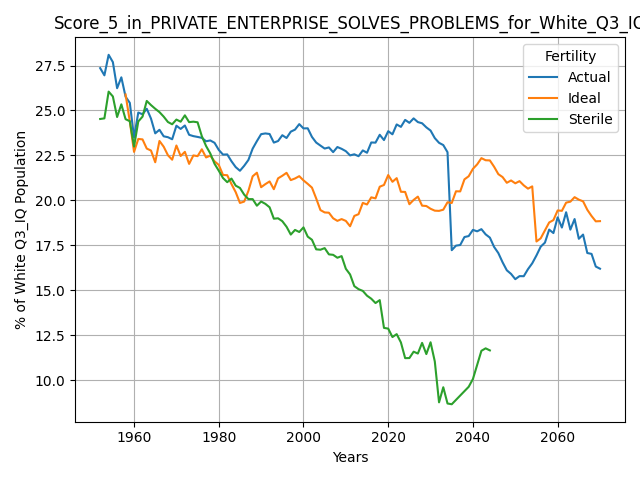 Score_5_in_PRIVATE_ENTERPRISE_SOLVES_PROBLEMS_for_White_Q3_IQ
Fertility
Actual
Ideal
Sterile
% of White Q3_IQ Population
27.5
25.0
22.5
20.0
17.5
15.0
12.5
10.0
1960
1980
2000
2020
2040
2060
Years